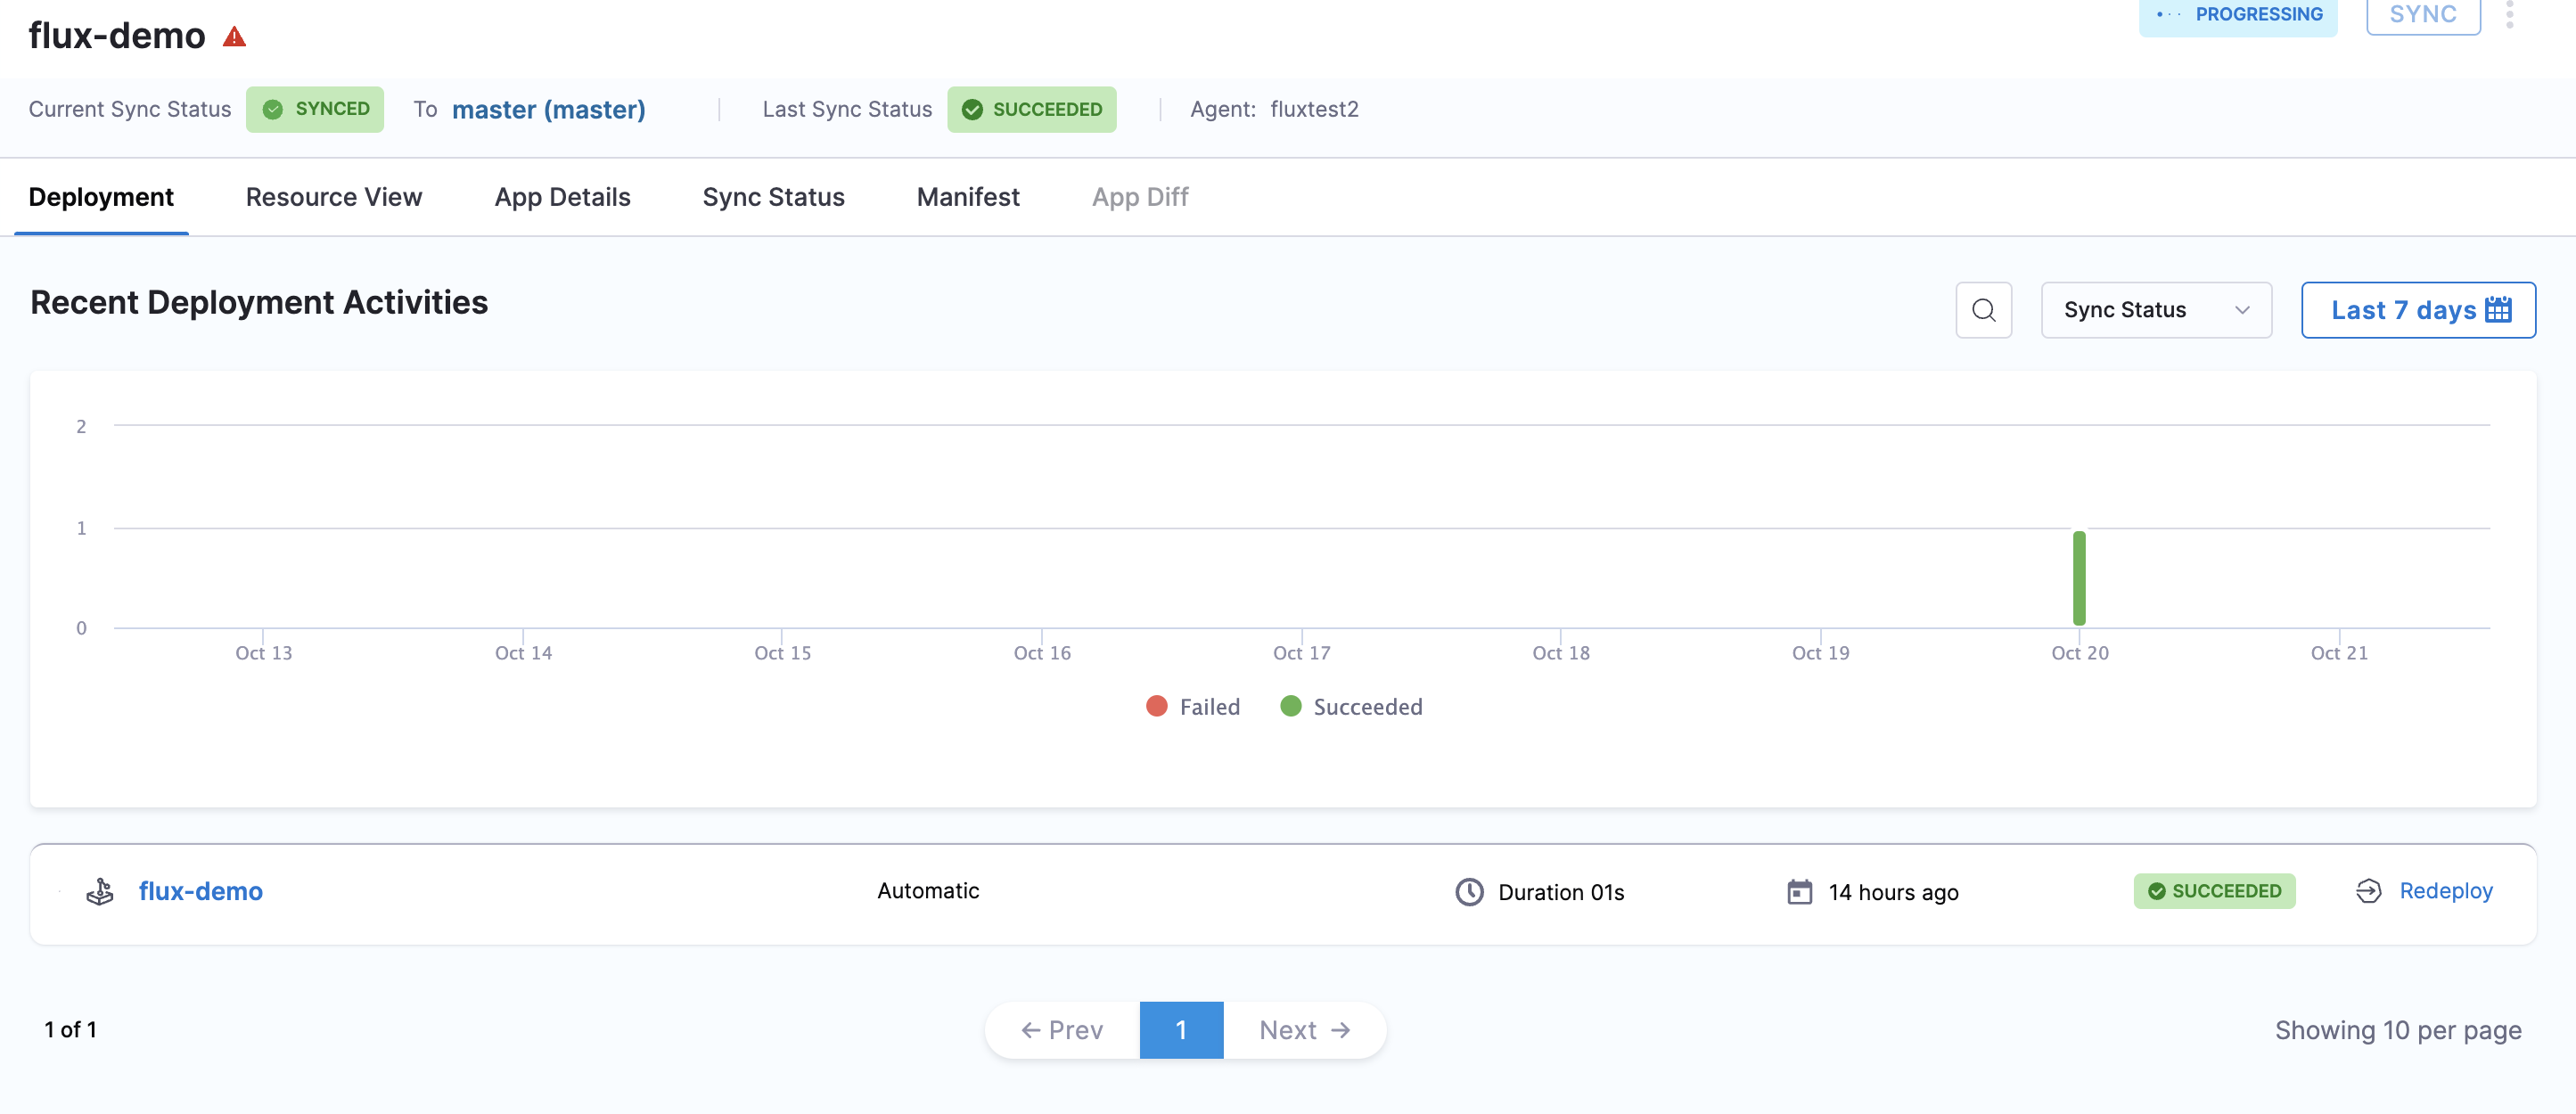 flux-demo
PROGRESSING
SYNC
Current Sync Status SYNCED To master (master) Last Sync Status SUCCEEDED Agent: fluxtest2
Deployment Resource View App Details Sync Status Manifest App Diff
Recent Deployment Activities
Sync Status
Last 7 days
2
1
0
Oct 13 Oct 14 Oct 15 Oct 16 Oct 17 Oct 18 Oct 19 Oct 20 Oct 21
Failed Succeeded
flux-demo Automatic Duration 01s 14 hours ago SUCCEEDED Redeploy
1 of 1 ← Prev 1 Next → Showing 10 per page